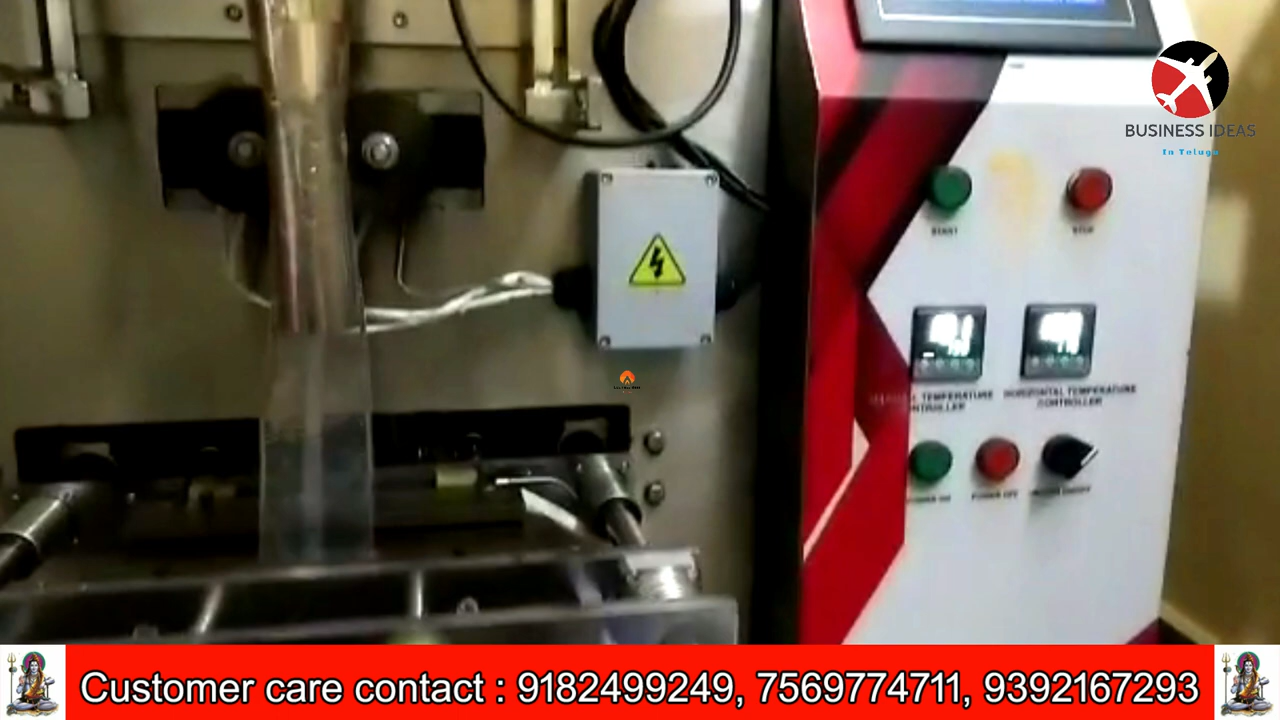 BUSINESS IDEAS
In Telugu
START
STOP
HORIZONTAL TEMPERATURE
CONTROLLER
TEMPERATURE
POWER ON
POWER OFF
Customer care contact : 9182499249, 7569774711, 9392167293